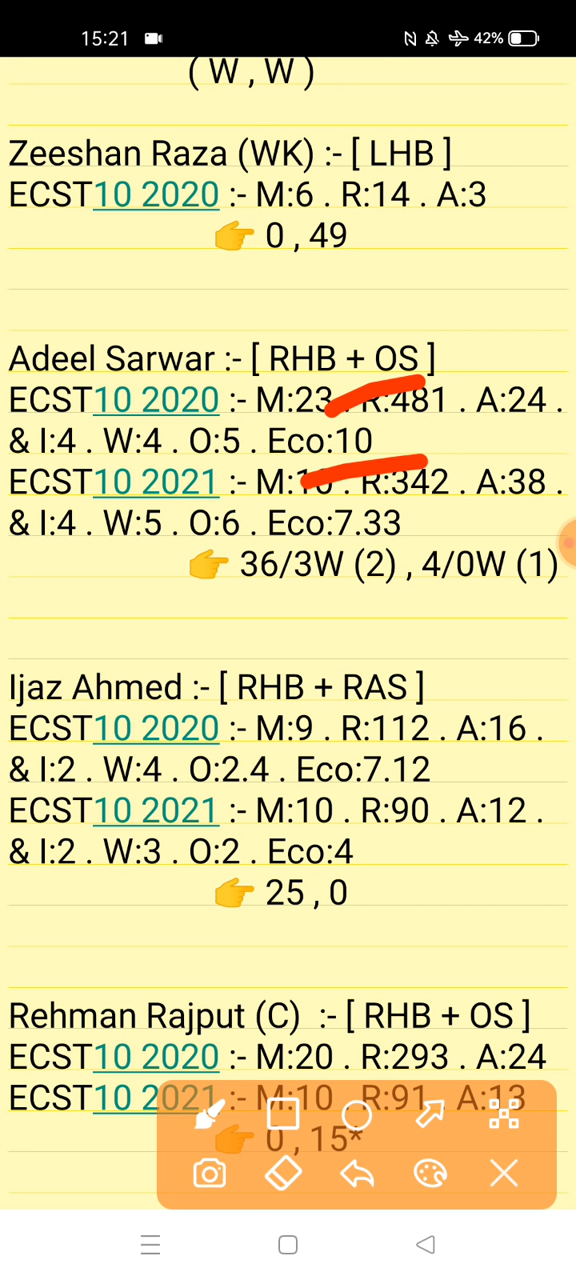 15:21 42%
( W , W )
Zeeshan Raza (WK) :- [ LHB ]
ECST10 2020 :- M:6 . R:14 . A:3
👉 0 , 49
Adeel Sarwar :- [ RHB + OS ]
ECST10 2020 :- M:23 . R:481 . A:24 .
& I:4 . W:4 . O:5 . Eco:10
ECST10 2021 :- M:10 . R:342 . A:38 .
& I:4 . W:5 . O:6 . Eco:7.33
👉 36/3W (2) , 4/0W (1)
Ijaz Ahmed :- [ RHB + RAS ]
ECST10 2020 :- M:9 . R:112 . A:16 .
& I:2 . W:4 . O:2.4 . Eco:7.12
ECST10 2021 :- M:10 . R:90 . A:12 .
& I:2 . W:3 . O:2 . Eco:4
👉 25 , 0
Rehman Rajput (C) :- [ RHB + OS ]
ECST10 2020 :- M:20 . R:293 . A:24
ECST10 2021 :- M:10 . R:91 . A:13
👉 0 , 15*